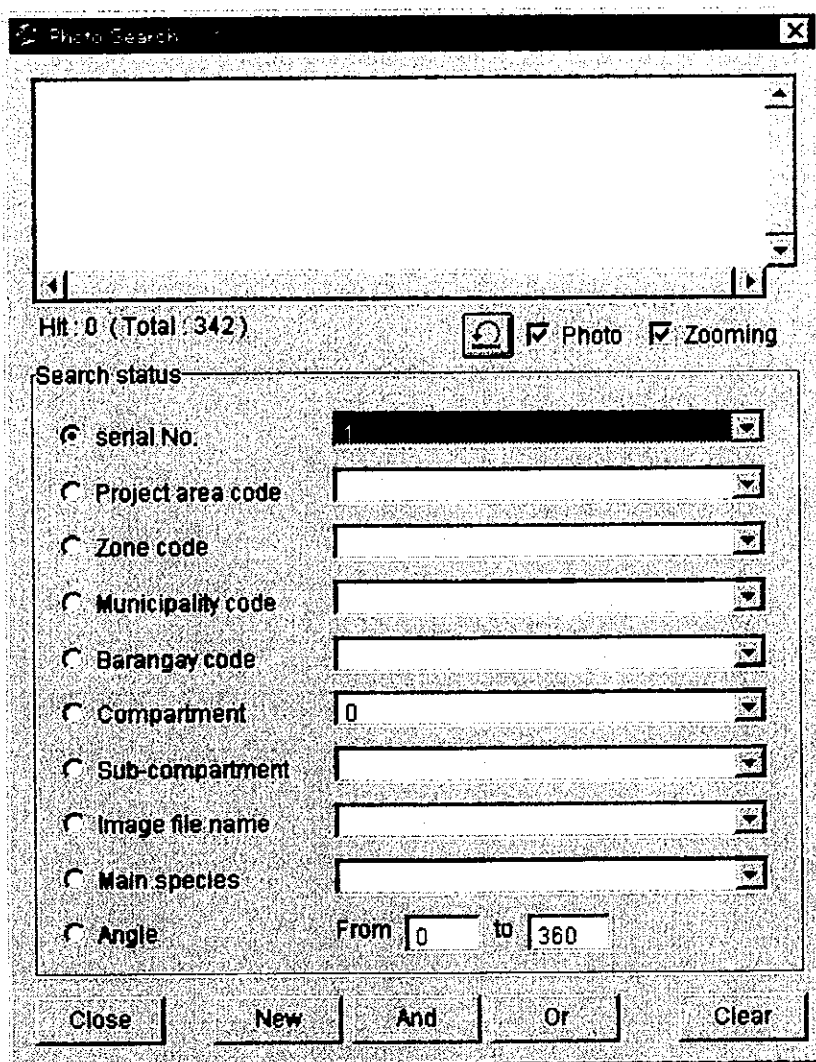 Photo Search
Hit : 0 (Total : 342)
Photo
Zooming
Search status
serial No. 1
Project area code
Zone code
Municipality code
Barangay code
Compartment 0
Sub-compartment
Image file name
Main species
Angle From 0 to 360
Close New And Or Clear